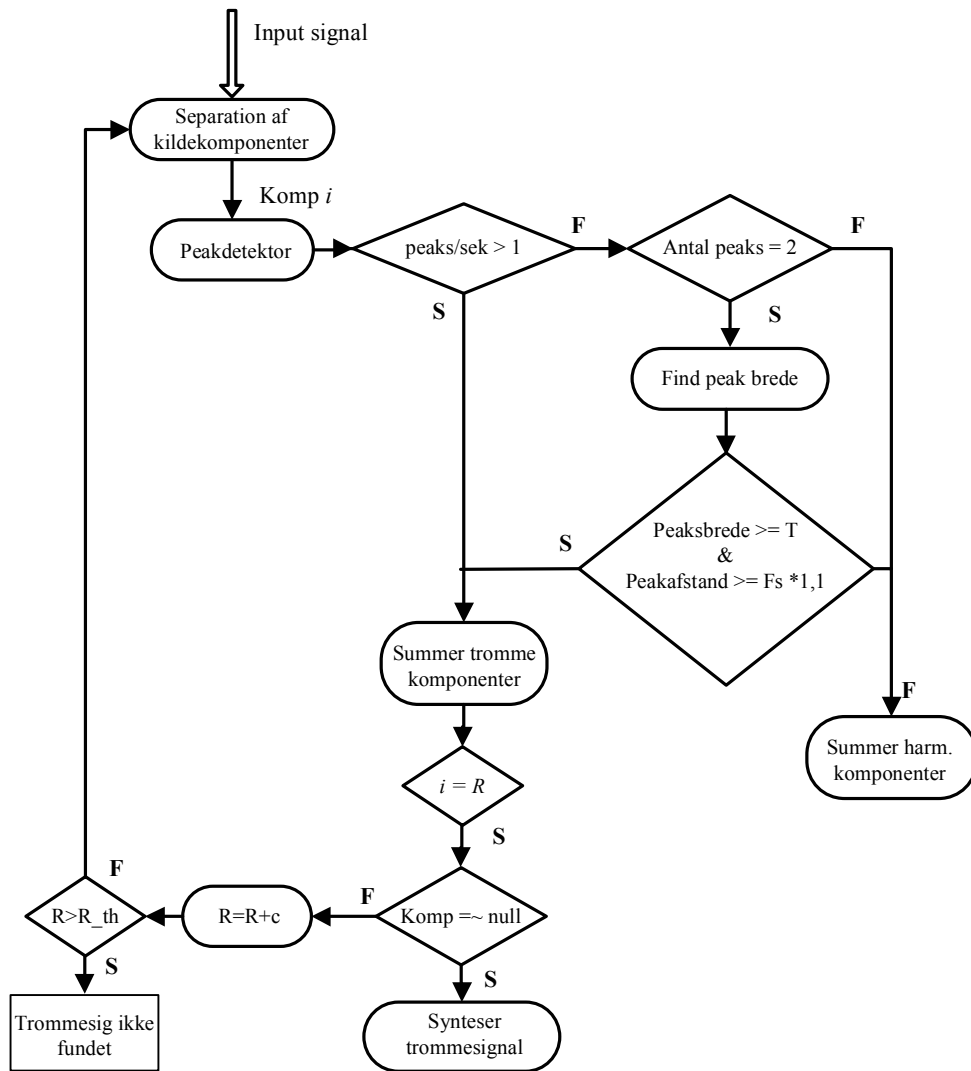 Input signal
Separation af
kildekomponenter
Komp i
Peakdetektor
peaks/sek > 1
F
Antal peaks = 2
F
S
S
Find peak brede
Peaksbrede >= T
&
Peakafstand >= Fs *1,1
S
Summer tromme
komponenter
F
Summer harm.
komponenter
i = R
S
F
R>R_th
R=R+c
F
Komp =~ null
S
S
Trommesig ikke
fundet
Synteser
trommesignal